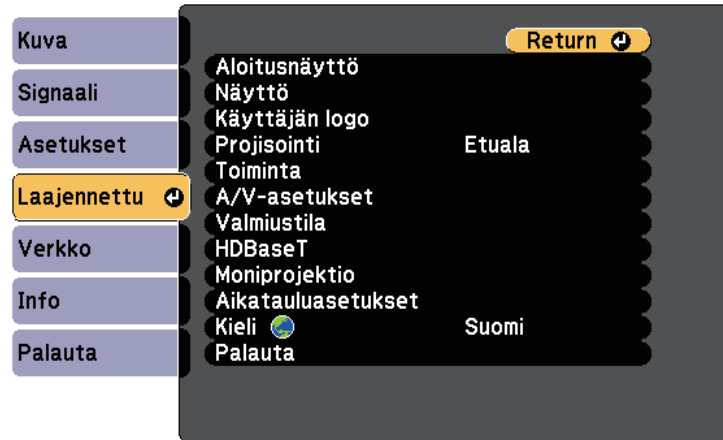 Kuva
Signaali
Asetukset
Laajennettu
Verkko
Info
Palauta
Return
Aloitusnäyttö
Näyttö
Käyttäjän logo
Projisointi Etuala
Toiminta
A/V-asetukset
Valmiustila
HDBaseT
Moniprojektio
Aikatauluasetukset
Kieli Suomi
Palauta